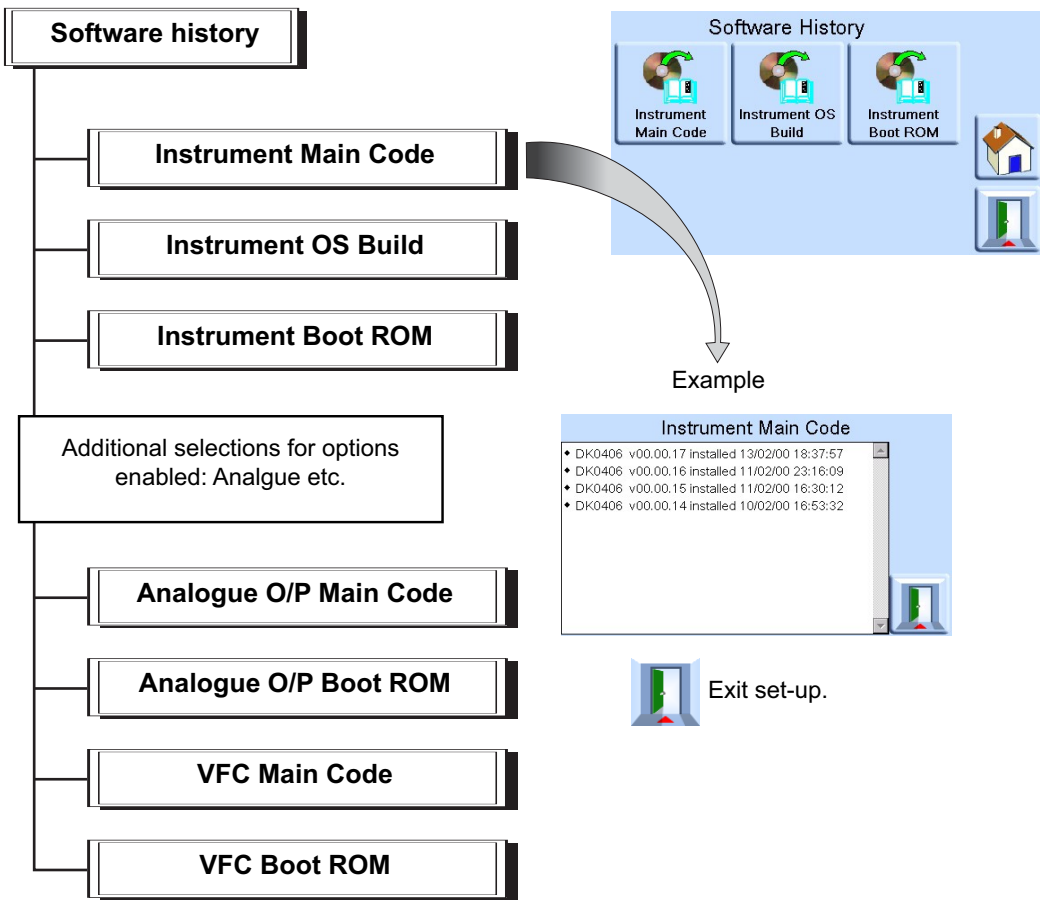 Software history
Instrument Main Code
Instrument OS Build
Instrument Boot ROM
Additional selections for options
enabled: Analgue etc.
Analogue O/P Main Code
Analogue O/P Boot ROM
VFC Main Code
VFC Boot ROM
Software History
Instrument
Main Code
Instrument OS
Build
Instrument
Boot ROM
Example
Instrument Main Code
DK0406 v00.00.17 installed 13/02/00 18:37:57
DK0406 v00.00.16 installed 11/02/00 23:16:09
DK0406 v00.00.15 installed 11/02/00 16:30:12
DK0406 v00.00.14 installed 10/02/00 16:53:32
Exit set-up.